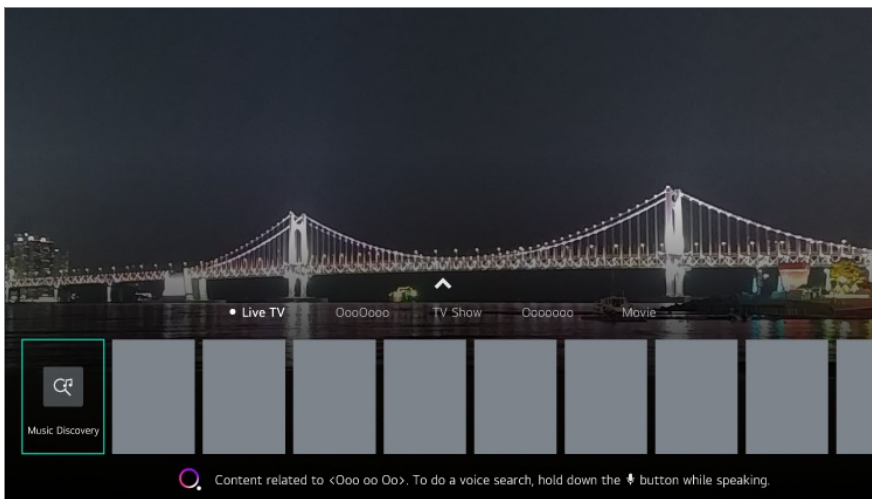 Live TV OooOooo TV Show Ooooooo Movie
Music Discovery
Content related to <Ooo oo Oo>. To do a voice search, hold down the button while speaking.